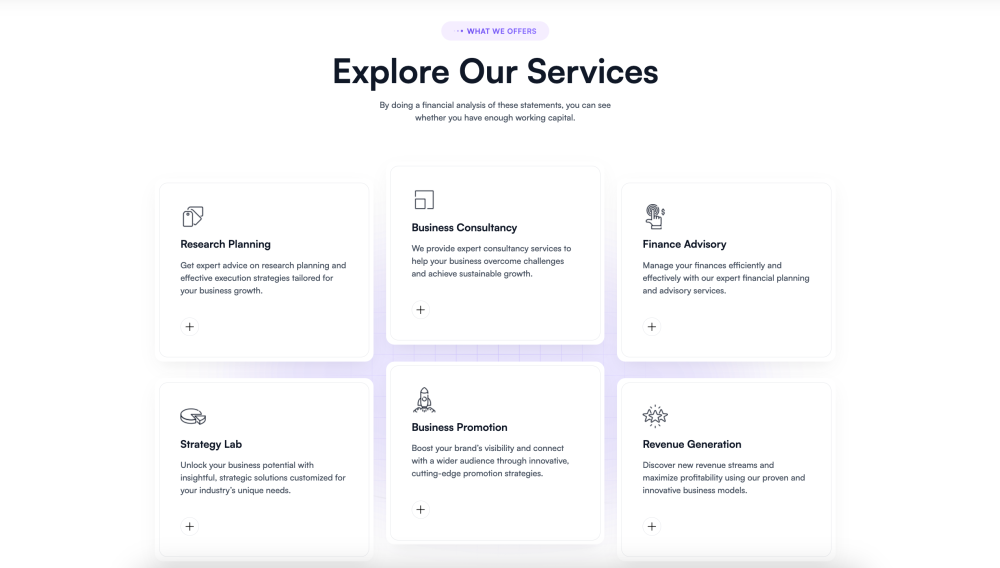 WHAT WE OFFERS
Explore Our Services
By doing a financial analysis of these statements, you can see
whether you have enough working capital.
Research Planning
Get expert advice on research planning and
effective execution strategies tailored for
your business growth.
Business Consultancy
We provide expert consultancy services to
help your business overcome challenges
and achieve sustainable growth.
Finance Advisory
Manage your finances efficiently and
effectively with our expert financial planning
and advisory services.
Strategy Lab
Unlock your business potential with
insightful, strategic solutions customized for
your industry's unique needs.
Business Promotion
Boost your brand's visibility and connect
with a wider audience through innovative,
cutting-edge promotion strategies.
Revenue Generation
Discover new revenue streams and
maximize profitability using our proven and
innovative business models.